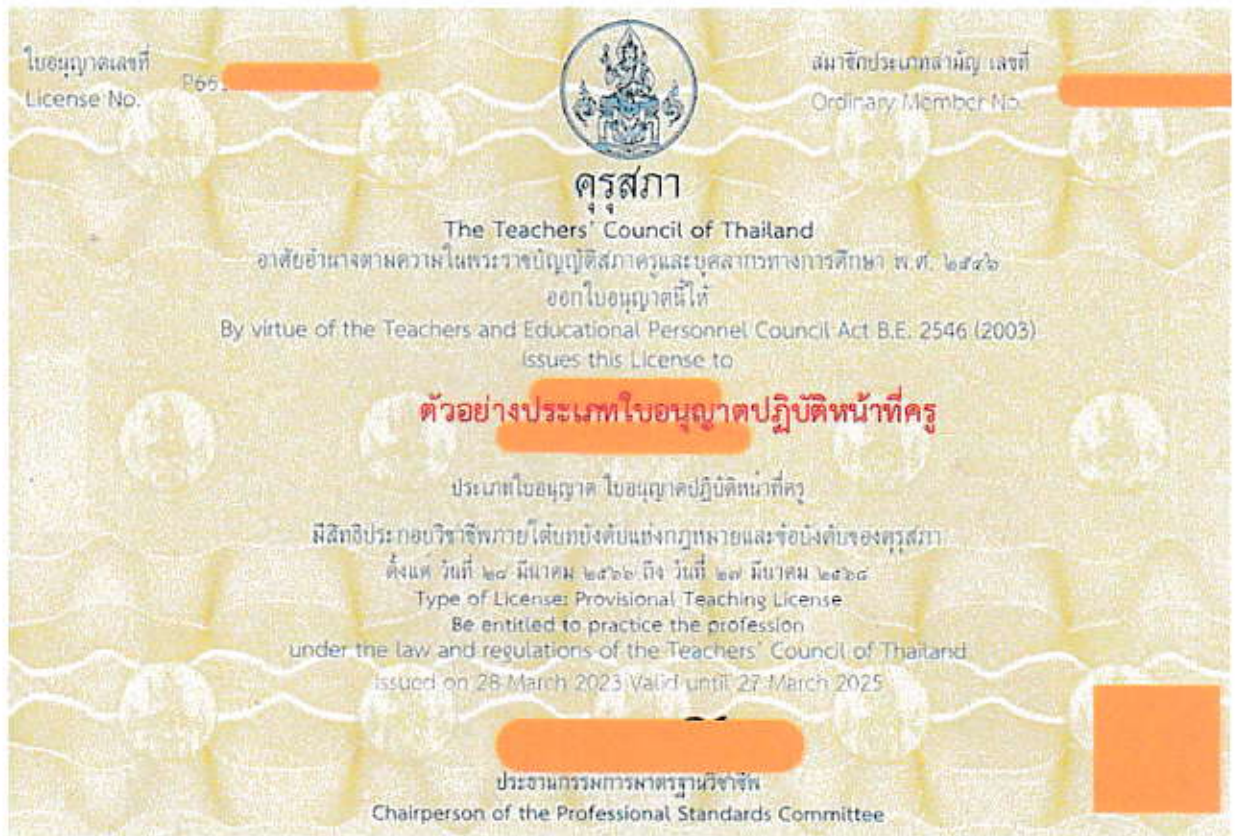 ใบอนุญาตเลขที่
License No.
P66
สมาชิกประเภทสามัญ เลขที่
Ordinary Member No.
คุรุสภา
The Teachers' Council of Thailand
อาศัยอำนาจตามความในพระราชบัญญัติสภาครูและบุคลากรทางการศึกษา พ.ศ. ๒๕๔๖
ออกใบอนุญาตนี้ให้
By virtue of the Teachers and Educational Personnel Council Act B.E. 2546 (2003)
issues this License to
ตัวอย่างประเภทใบอนุญาตปฏิบัติหน้าที่ครู
ประเภทใบอนุญาต ใบอนุญาตปฏิบัติหน้าที่ครู
มีสิทธิประกอบวิชาชีพภายใต้บทบังคับแห่งกฎหมายและข้อบังคับของคุรุสภา
ตั้งแต่ วันที่ ๒๘ มีนาคม ๒๕๖๖ ถึง วันที่ ๒๗ มีนาคม ๒๕๖๘
Type of License: Provisional Teaching License
Be entitled to practice the profession
under the law and regulations of the Teachers' Council of Thailand
Issued on 28 March 2023 Valid until 27 March 2025
ประธานกรรมการมาตรฐานวิชาชีพ
Chairperson of the Professional Standards Committee